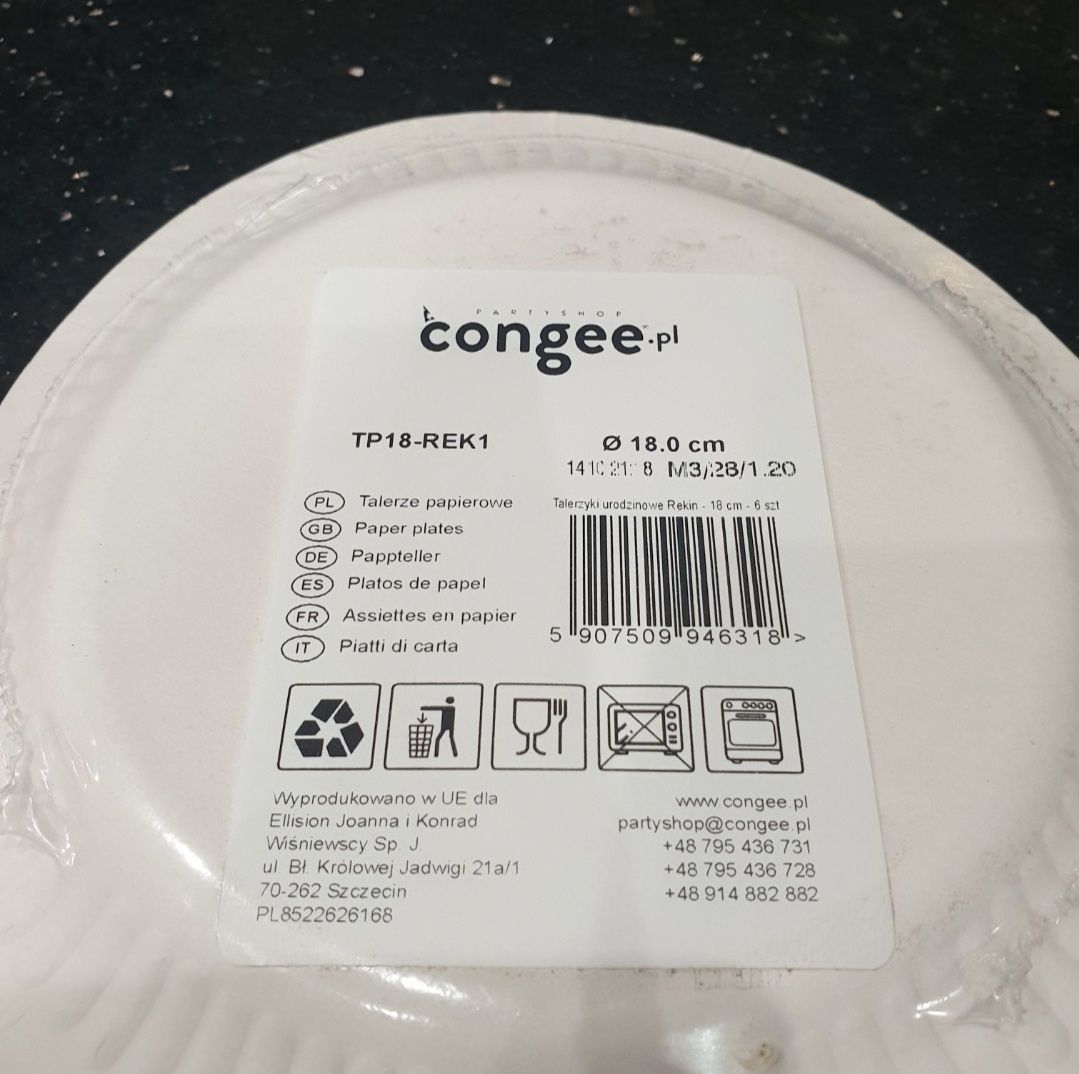 PARTYSHOP
congee.pl
TP18-REK1
Ø 18.0 cm
M3/28/1.20
PL Talerze papierowe
GB Paper plates
DE Pappteller
ES Platos de papel
FR Assiettes en papier
IT Piatti di carta
Talerzyki urodzinowe Rekin - 18 cm - 6 szt
5 907509 946318 >
Wyprodukowano w UE dla
Ellision Joanna i Konrad
Wiśniewscy Sp. J.
ul. Bł. Królowej Jadwigi 21a/1
70-262 Szczecin
PL8522626168
www.congee.pl
partyshop@congee.pl
+48 795 436 731
+48 795 436 728
+48 914 882 882